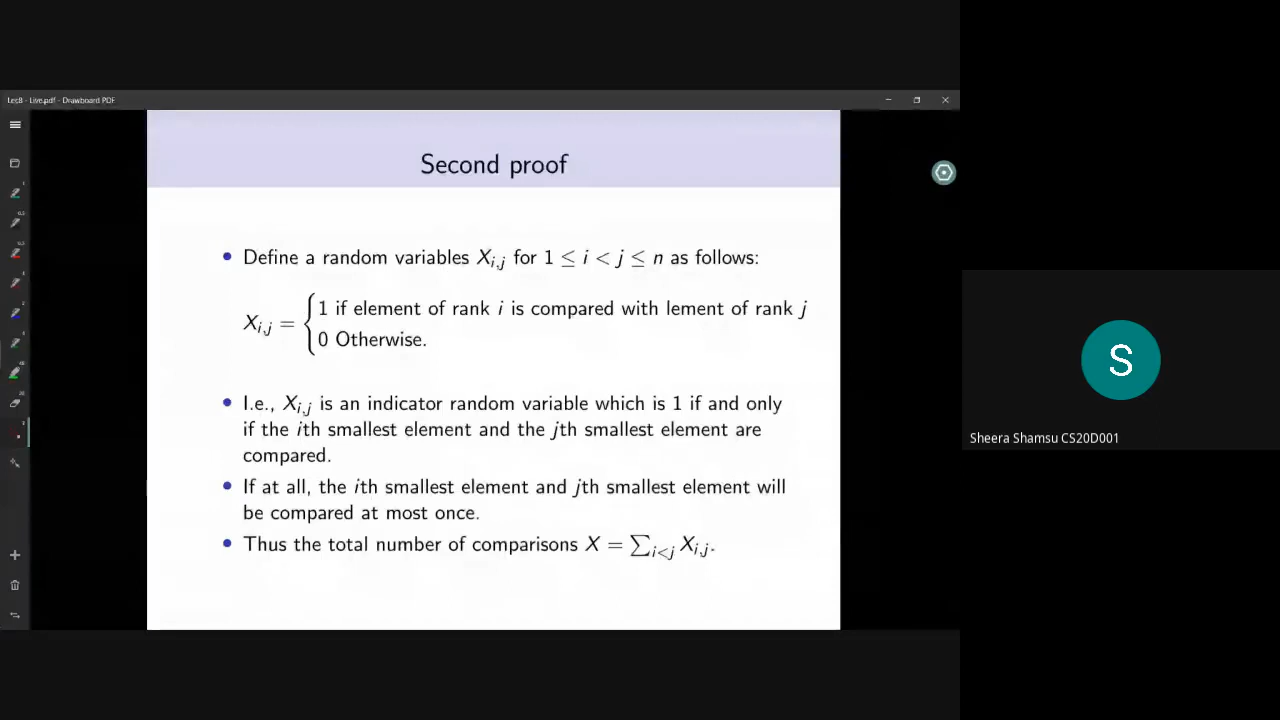 Lec8 - Live.pdf - Drawboard PDF
Second proof
• Define a random variables X_{i,j} for 1 ≤ i < j ≤ n as follows:
X_{i,j} = { 1 if element of rank i is compared with lement of rank j
0 Otherwise.
• I.e., X_{i,j} is an indicator random variable which is 1 if and only
if the ith smallest element and the jth smallest element are
compared.
• If at all, the ith smallest element and jth smallest element will
be compared at most once.
• Thus the total number of comparisons X = ∑_{i<j} X_{i,j}.
S
Sheera Shamsu CS20D001